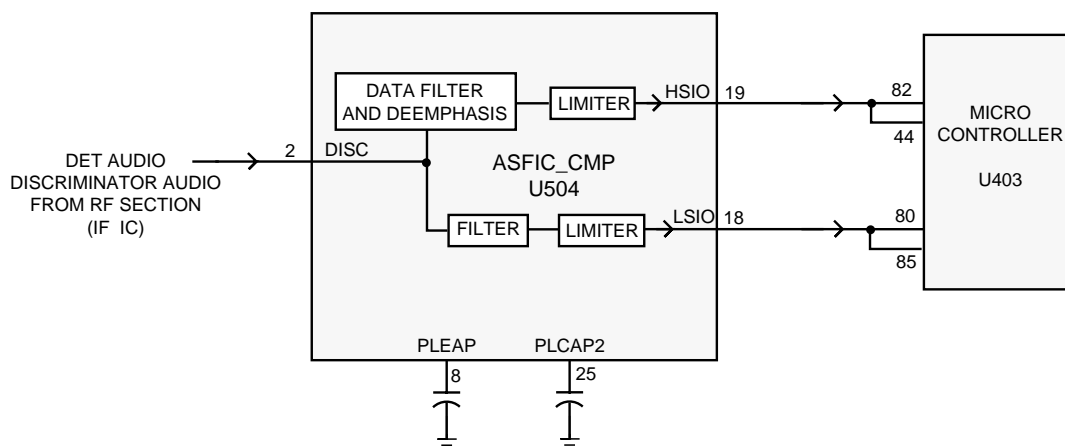 DATA FILTER
AND DEEMPHASIS
LIMITER
HSIO
19
82
44
MICRO
CONTROLLER
U403
2
DISC
DET AUDIO
DISCRIMINATOR AUDIO
FROM RF SECTION
(IF IC)
ASFIC_CMP
U504
FILTER
LIMITER
LSIO
18
80
85
PLEAP
8
PLCAP2
25